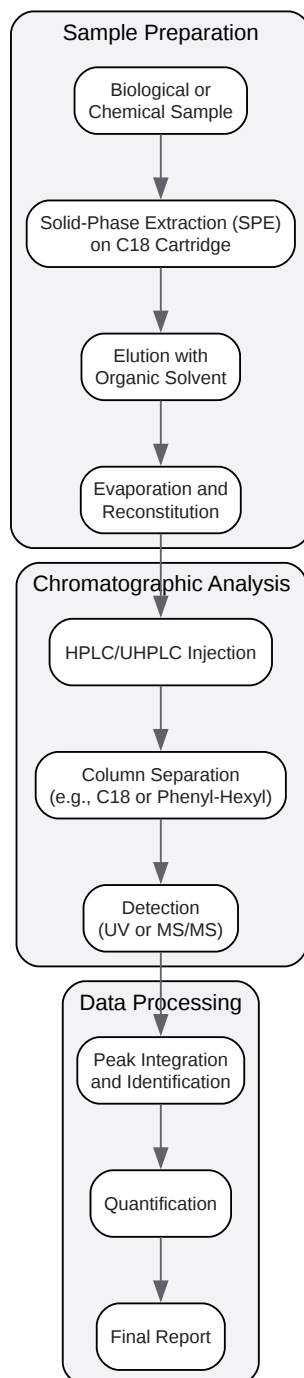 Sample Preparation
Biological or
Chemical Sample
Solid-Phase Extraction (SPE)
on C18 Cartridge
Elution with
Organic Solvent
Evaporation and
Reconstitution
Chromatographic Analysis
HPLC/UHPLC Injection
Column Separation
(e.g., C18 or Phenyl-Hexyl)
Detection
(UV or MS/MS)
Data Processing
Peak Integration
and Identification
Quantification
Final Report